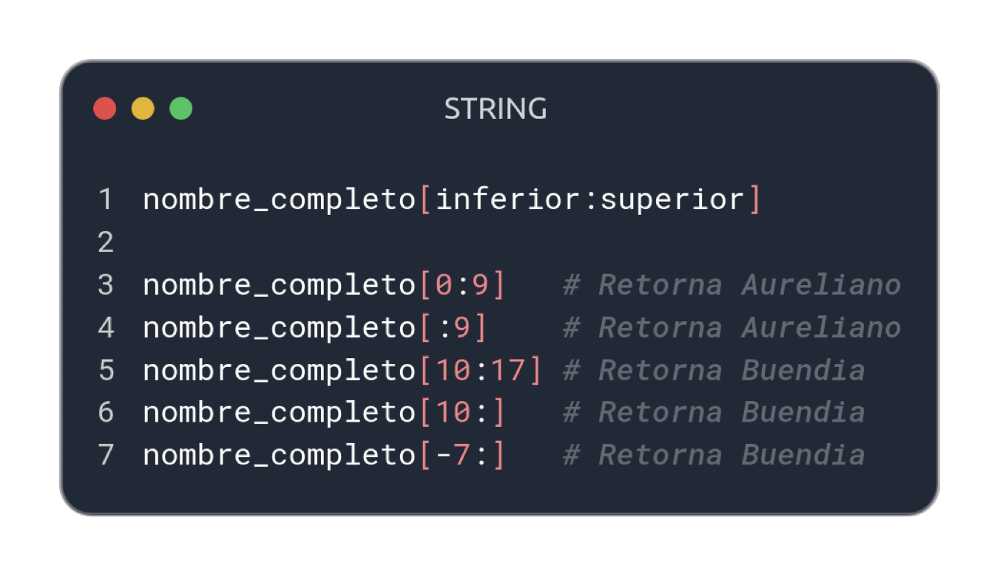 STRING
1 nombre_completo[inferior:superior]
2
3 nombre_completo[0:9]   # Retorna Aureliano
4 nombre_completo[:9]    # Retorna Aureliano
5 nombre_completo[10:17] # Retorna Buendia
6 nombre_completo[10:]   # Retorna Buendia
7 nombre_completo[-7:]   # Retorna Buendia